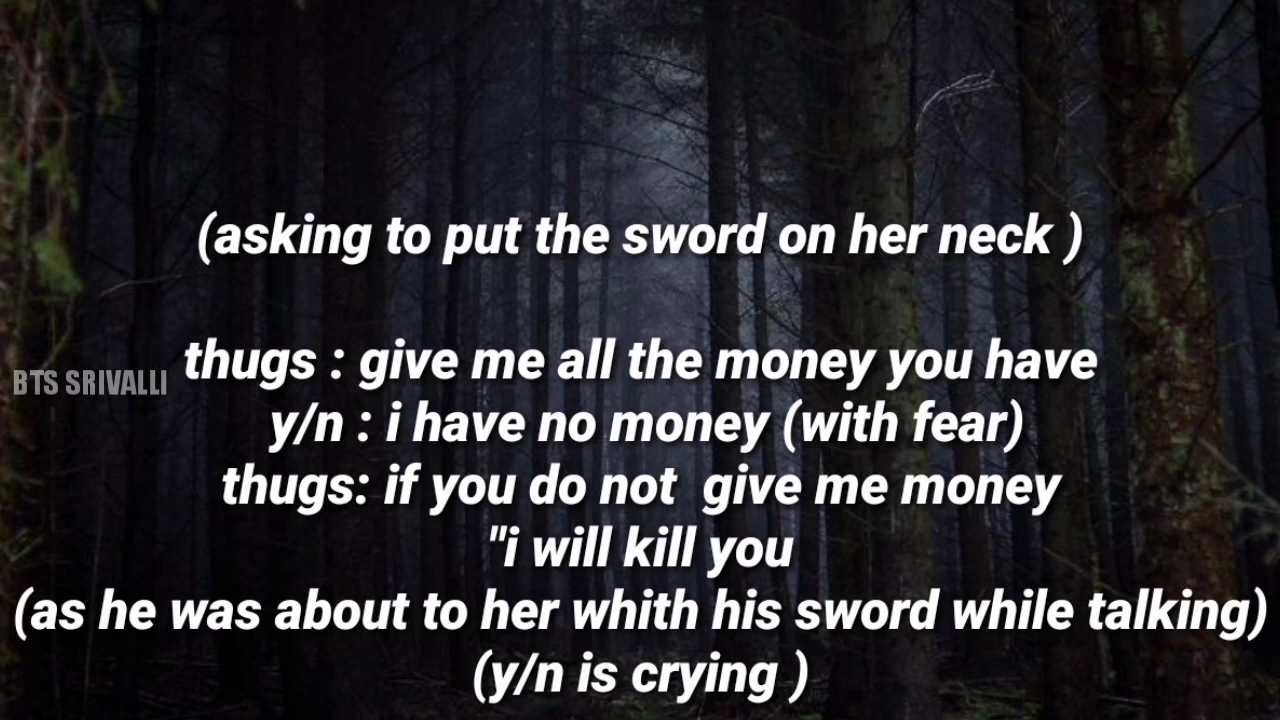 (asking to put the sword on her neck )
thugs : give me all the money you have
BTS SRIVALLI
y/n : i have no money (with fear)
thugs: if you do not  give me money
"i will kill you
(as he was about to her whith his sword while talking)
(y/n is crying )